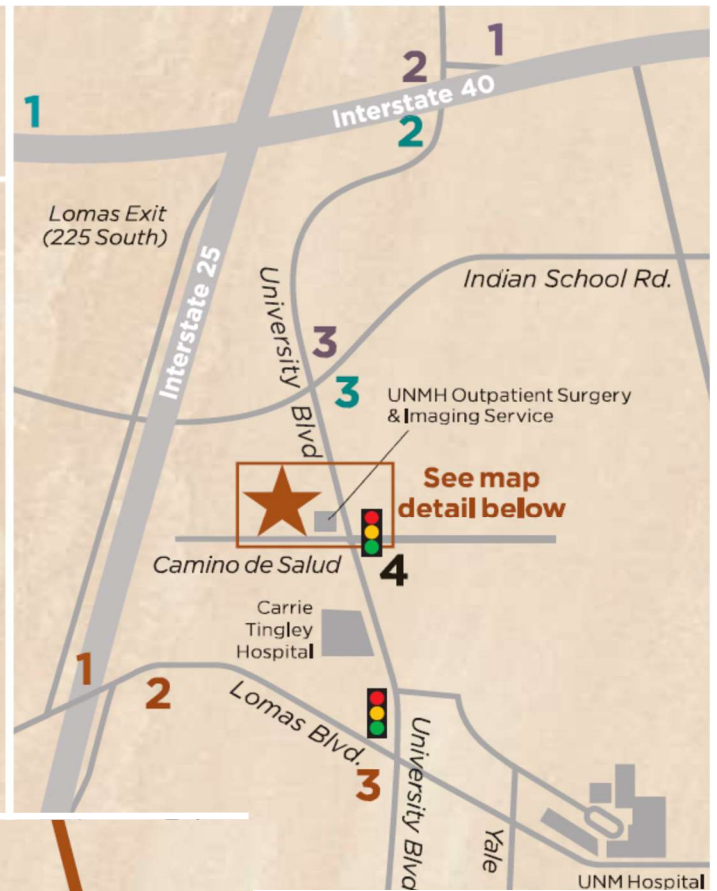 1
2
1
Interstate 40
2
Lomas Exit
(225 South)
Interstate 25
University Blvd
Indian School Rd.
3
3
UNMH Outpatient Surgery
& Imaging Service
See map
detail below
Camino de Salud
4
Carrie
Tingley
Hospital
1
2
Lomas Blvd.
3
University Blvd
Yale
UNM Hospital